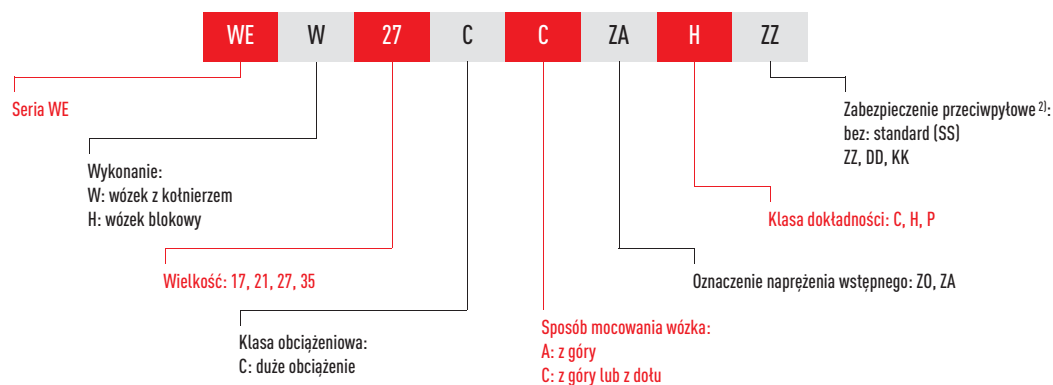 WE W 27 C C ZA H ZZ
Seria WE
Zabezpieczenie przeciwpyłowe 2):
bez: standard (SS)
ZZ, DD, KK
Wykonanie:
W: wózek z kołnierzem
H: wózek blokowy
Klasa dokładności: C, H, P
Wielkość: 17, 21, 27, 35
Oznaczenie naprężenia wstępnego: ZO, ZA
Klasa obciążeniowa:
C: duże obciążenie
Sposób mocowania wózka:
A: z góry
C: z góry lub z dołu